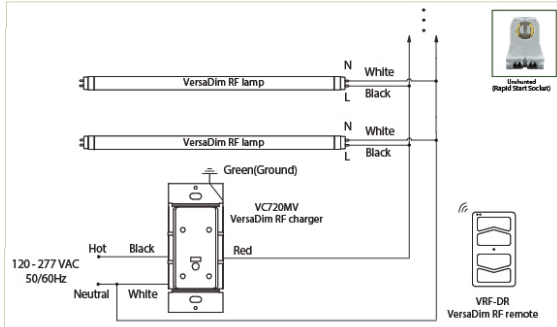 N
White
VersaDim RF lamp
L
Black
Unshunted
(Rapid Start Socket)
N
White
VersaDim RF lamp
L
Black
Green(Ground)
VC720MV
VersaDim RF charger
Hot
Black
Red
120 - 277 VAC
50/60Hz
Neutral
White
VRF-DR
VersaDim RF remote